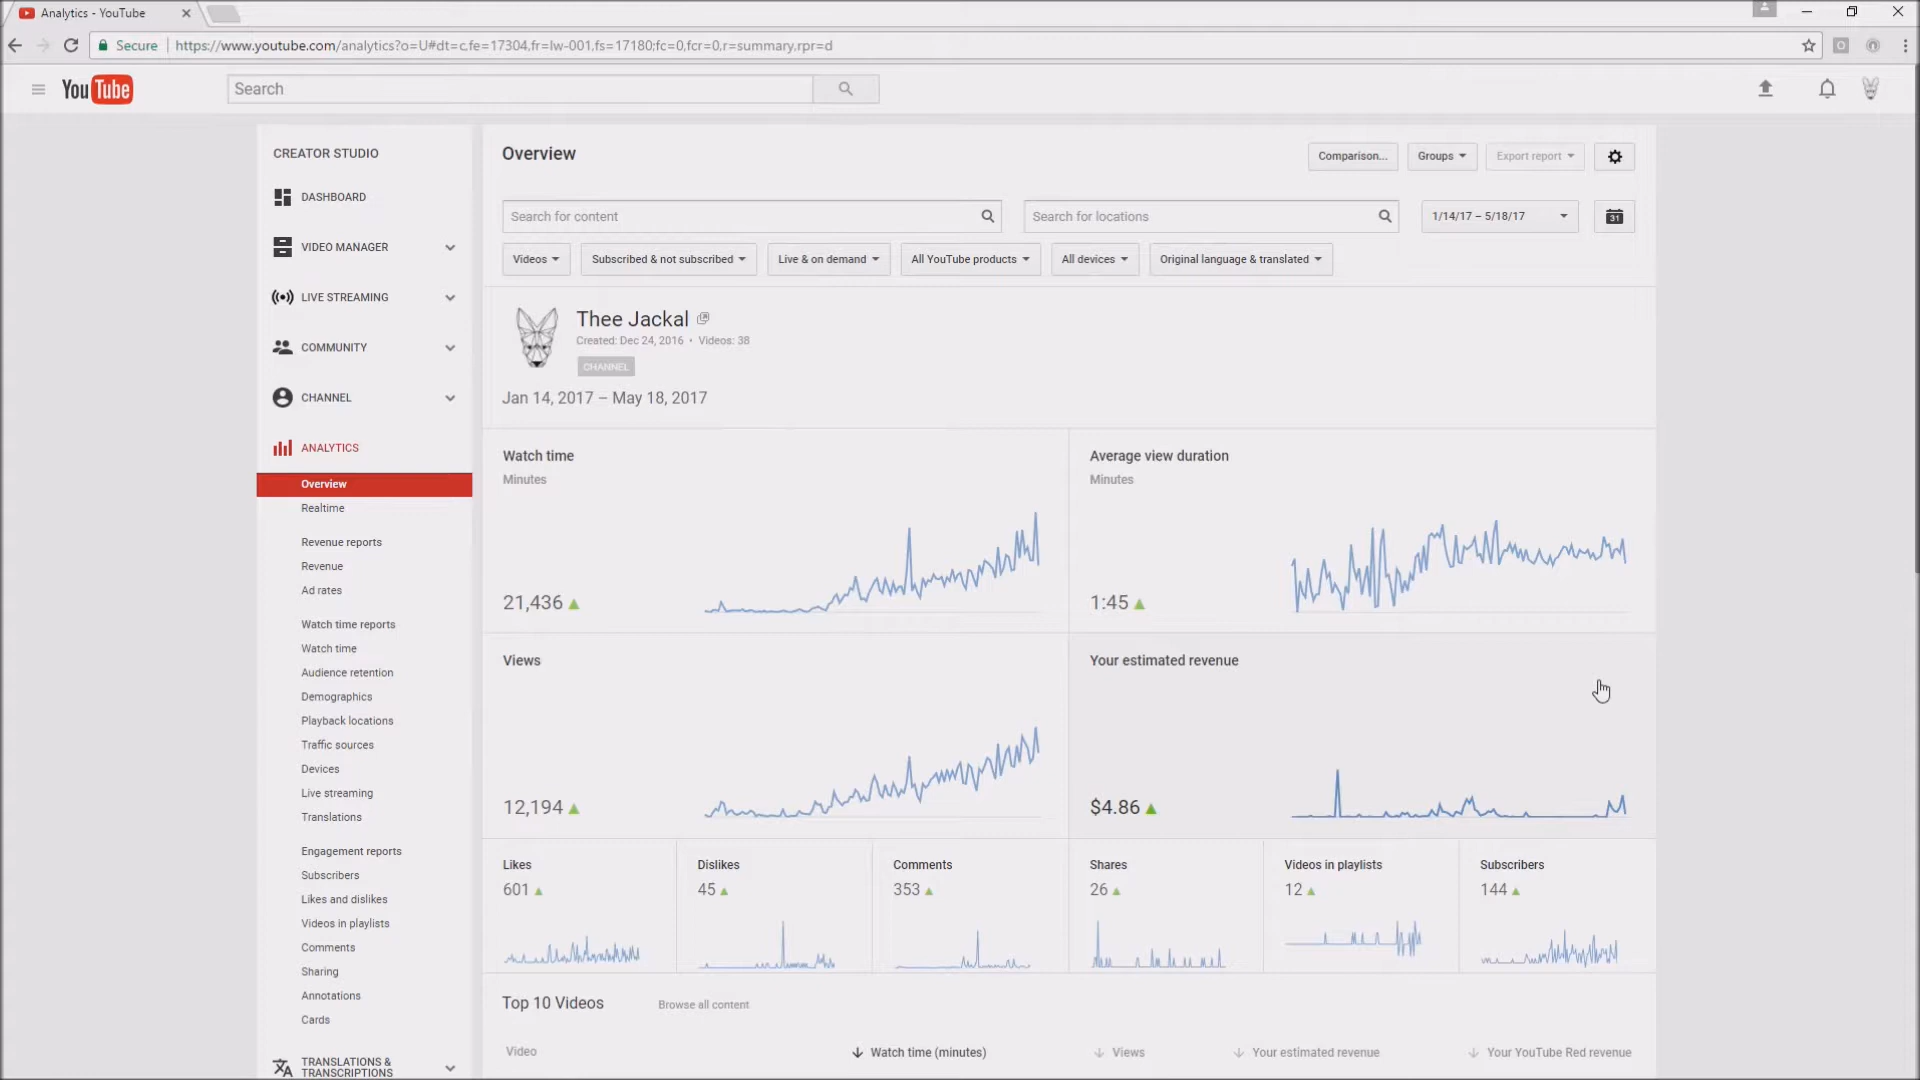 Analytics - YouTube
Secure https://www.youtube.com/analytics?o=U#dt=c,fe=17304,fr=lw-001,fs=17180;fc=0,fcr=0,r=summary,rpr=d
YouTube
Search
CREATOR STUDIO
DASHBOARD
VIDEO MANAGER
LIVE STREAMING
COMMUNITY
CHANNEL
ANALYTICS
Overview
Realtime
Revenue reports
Revenue
Ad rates
Watch time reports
Watch time
Audience retention
Demographics
Playback locations
Traffic sources
Devices
Live streaming
Translations
Engagement reports
Subscribers
Likes and dislikes
Videos in playlists
Comments
Sharing
Annotations
Cards
TRANSLATIONS &
TRANSCRIPTIONS
Overview
Comparison... Groups Export report
Search for content Search for locations 1/14/17 – 5/18/17 31
Videos Subscribed & not subscribed Live & on demand All YouTube products All devices Original language & translated
Thee Jackal
Created: Dec 24, 2016 • Videos: 38
CHANNEL
Jan 14, 2017 – May 18, 2017
Watch time
Minutes
21,436
Average view duration
Minutes
1:45
Views
12,194
Your estimated revenue
$4.86
Likes
601
Dislikes
45
Comments
353
Shares
26
Videos in playlists
12
Subscribers
144
Top 10 Videos Browse all content
Video Watch time (minutes) Views Your estimated revenue Your YouTube Red revenue